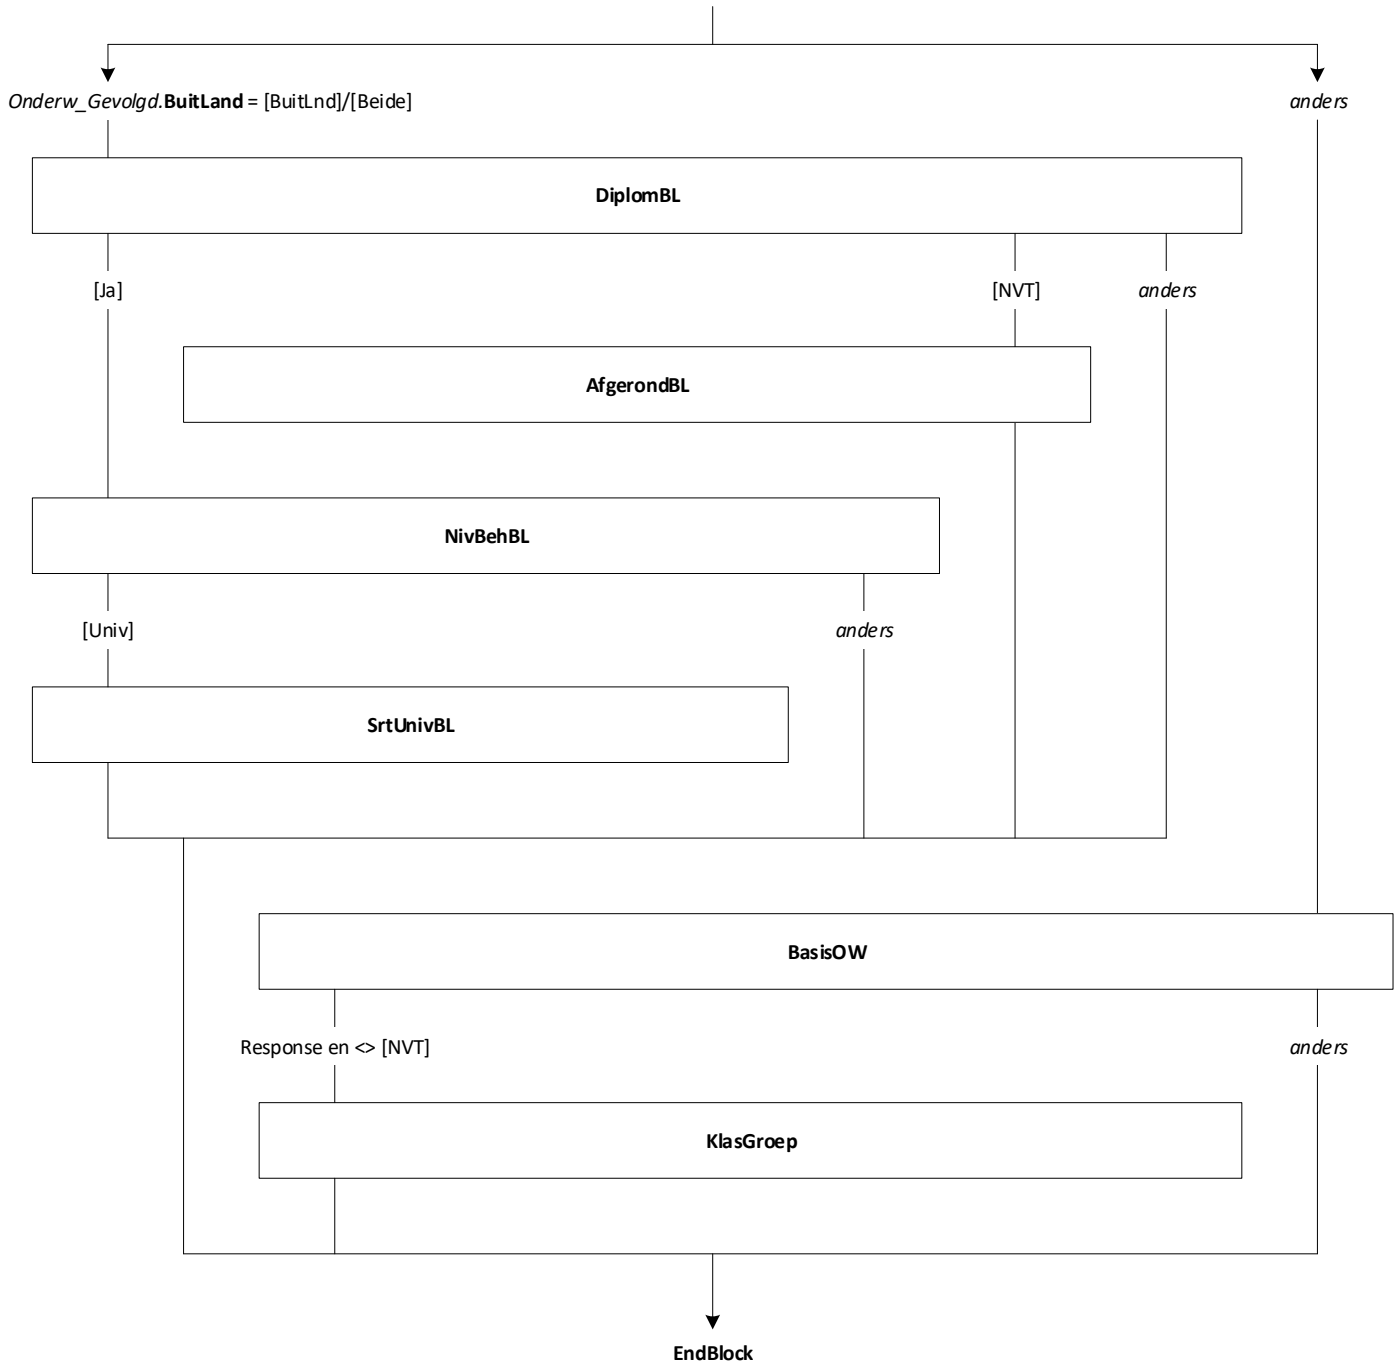 Onderw_Gevolgd.BuitLand = [BuitLnd]/[Beide]
anders
DiplomBL
[Ja]
[NVT]
anders
AfgerondBL
NivBehBL
[Univ]
anders
SrtUnivBL
BasisOW
Response en <> [NVT]
anders
KlasGroep
EndBlock